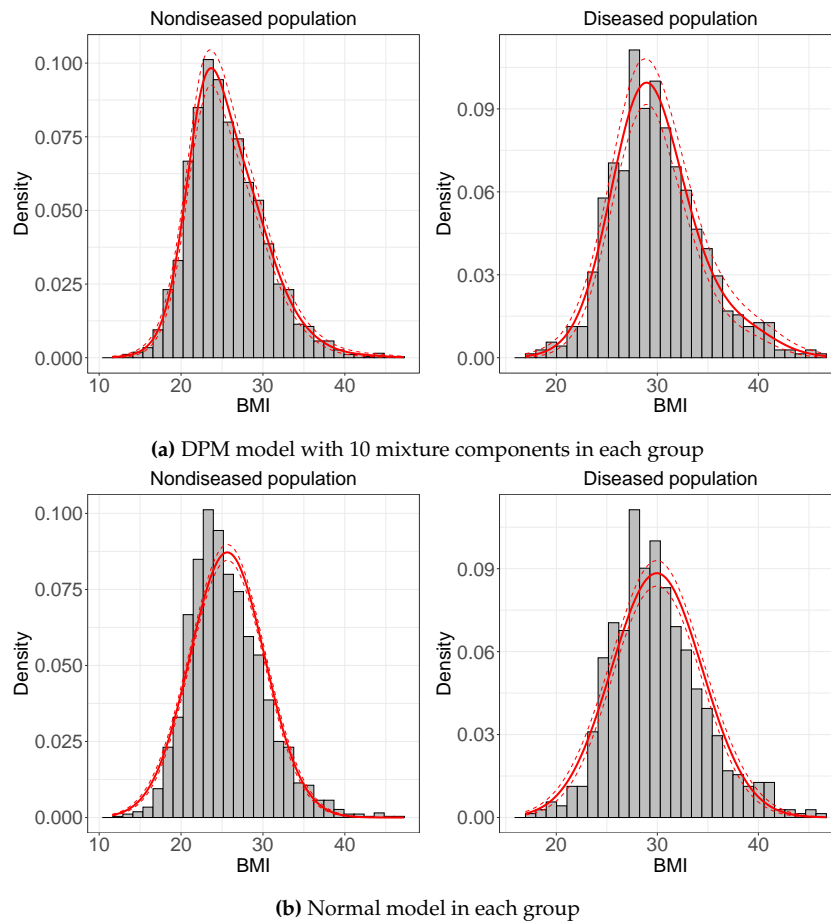 Nondiseased population
Diseased population
0.100
0.075
0.050
0.025
0.000
Density
10
20
30
40
BMI
0.09
0.06
0.03
0.00
Density
20
30
40
BMI
(a) DPM model with 10 mixture components in each group
Nondiseased population
Diseased population
0.100
0.075
0.050
0.025
0.000
Density
10
20
30
40
BMI
0.09
0.06
0.03
0.00
Density
20
30
40
BMI
(b) Normal model in each group